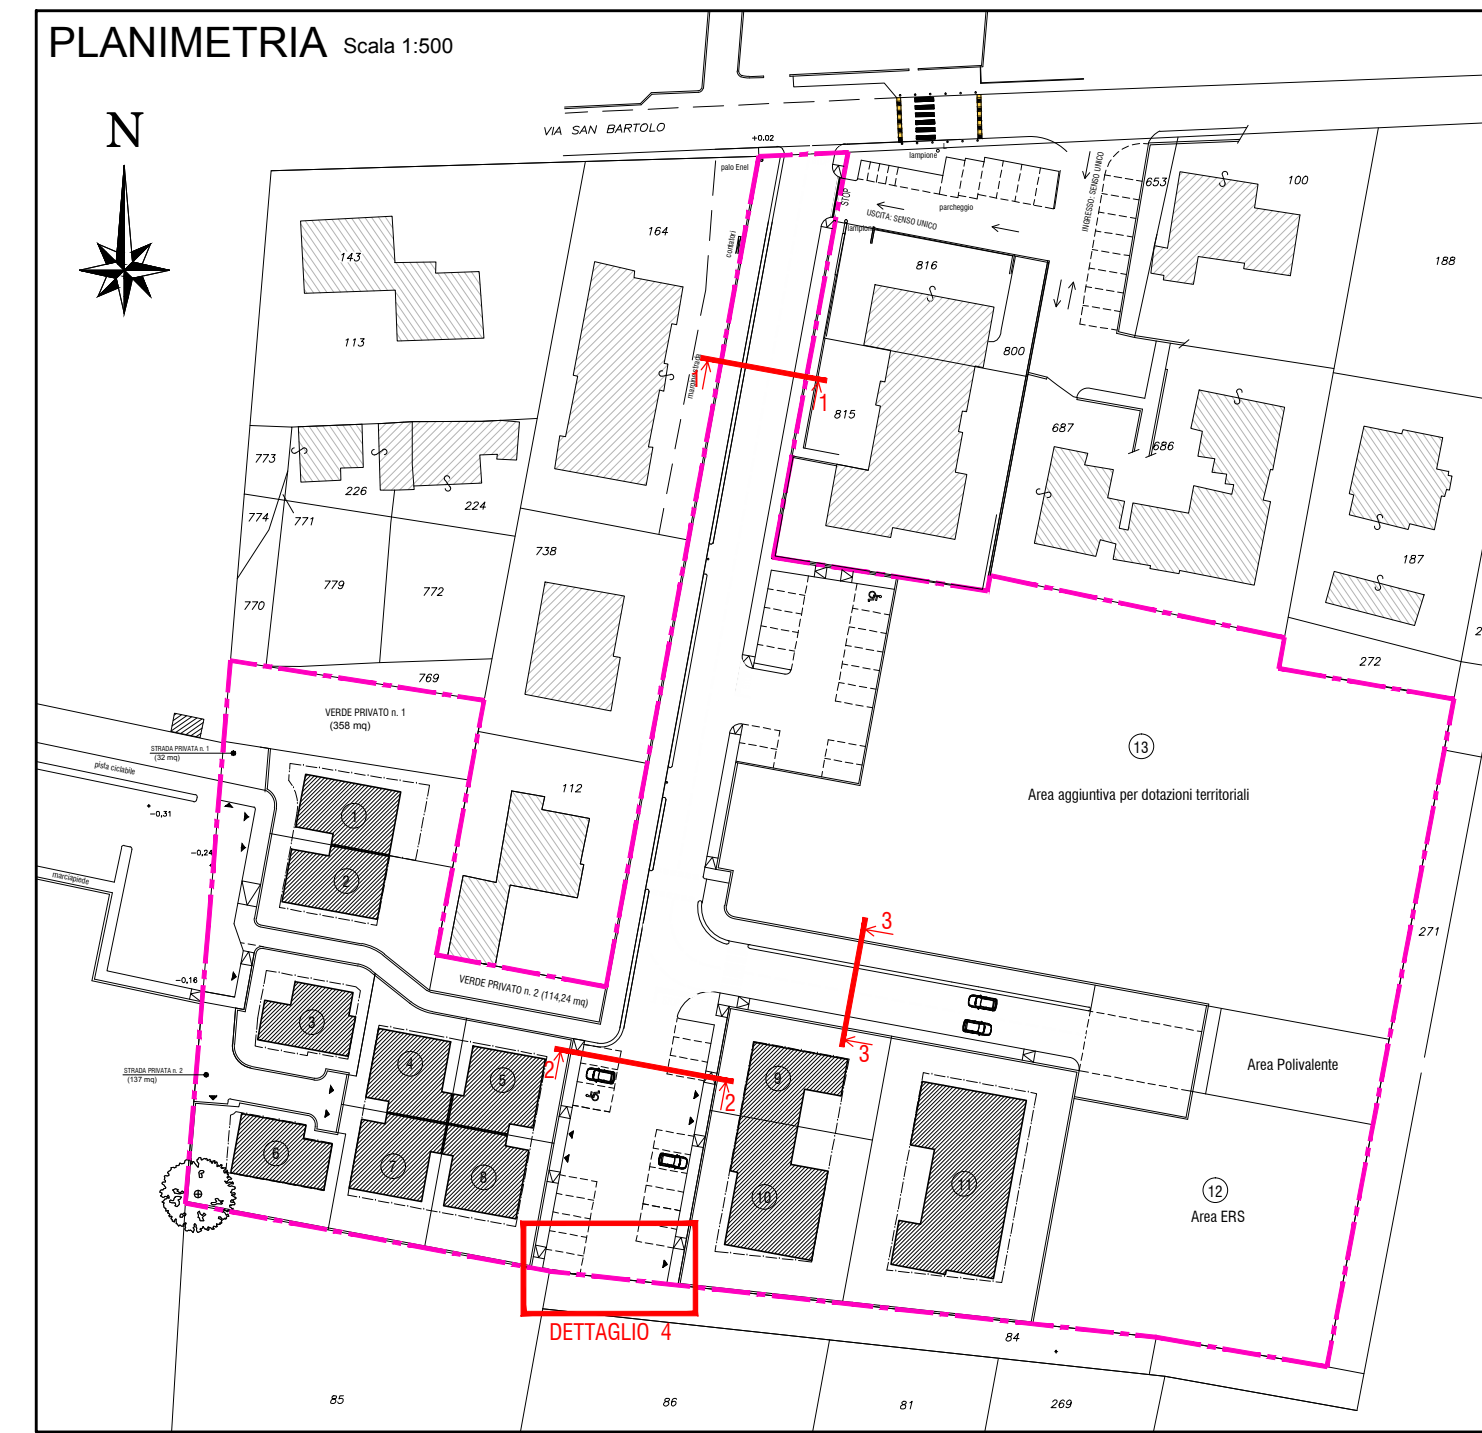 PLANIMETRIA Scala 1:500
N
VIA SAN BARTOLO
+0.02
palo Enel
lampione
STOP
USCITA: SENSO UNICO
parcheggio
INGRESSO: SENSO UNICO
lampione
contatori
653
100
188
143
164
816
113
800
815
1
687
686
773
226
224
774
771
738
187
779
772
770
272
769
VERDE PRIVATO n. 1
(358 mq)
STRADA PRIVATA n. 1
(32 mq)
pista ciclabile
-0,31
112
13
Area aggiuntiva per dotazioni territoriali
1
-0,24
2
marciapiede
271
3
-0,16
VERDE PRIVATO n. 2 (114,24 mq)
3
4
5
2
2
3
9
Area Polivalente
STRADA PRIVATA n. 2
(137 mq)
6
7
8
10
11
12
Area ERS
DETTAGLIO 4
84
85
86
81
269